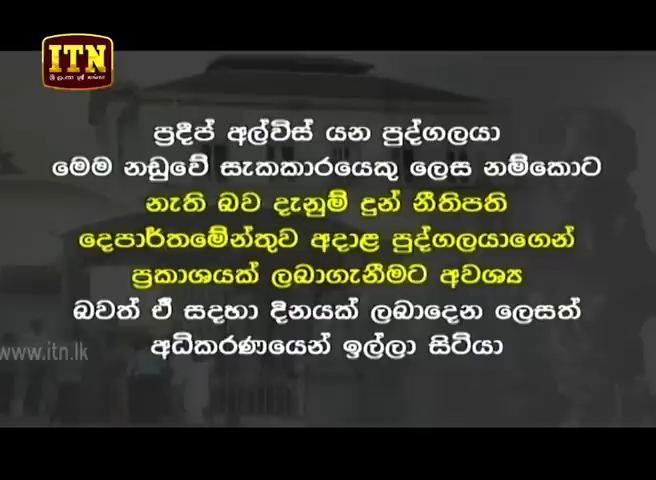 ITN
ප්‍රදීප් අල්විස් යන පුද්ගලයා
මෙම නඩුවේ සැකකාරයෙකු ලෙස නම්කොට
නැති බව දැනුම් දුන් නීතිපති
දෙපාර්තමේන්තුව අදාළ පුද්ගලයාගෙන්
ප්‍රකාශයක් ලබාගැනීමට අවශ්‍ය
බවත් ඒ සදහා දිනයක් ලබාදෙන ලෙසත්
අධිකරණයෙන් ඉල්ලා සිටියා
www.itn.lk